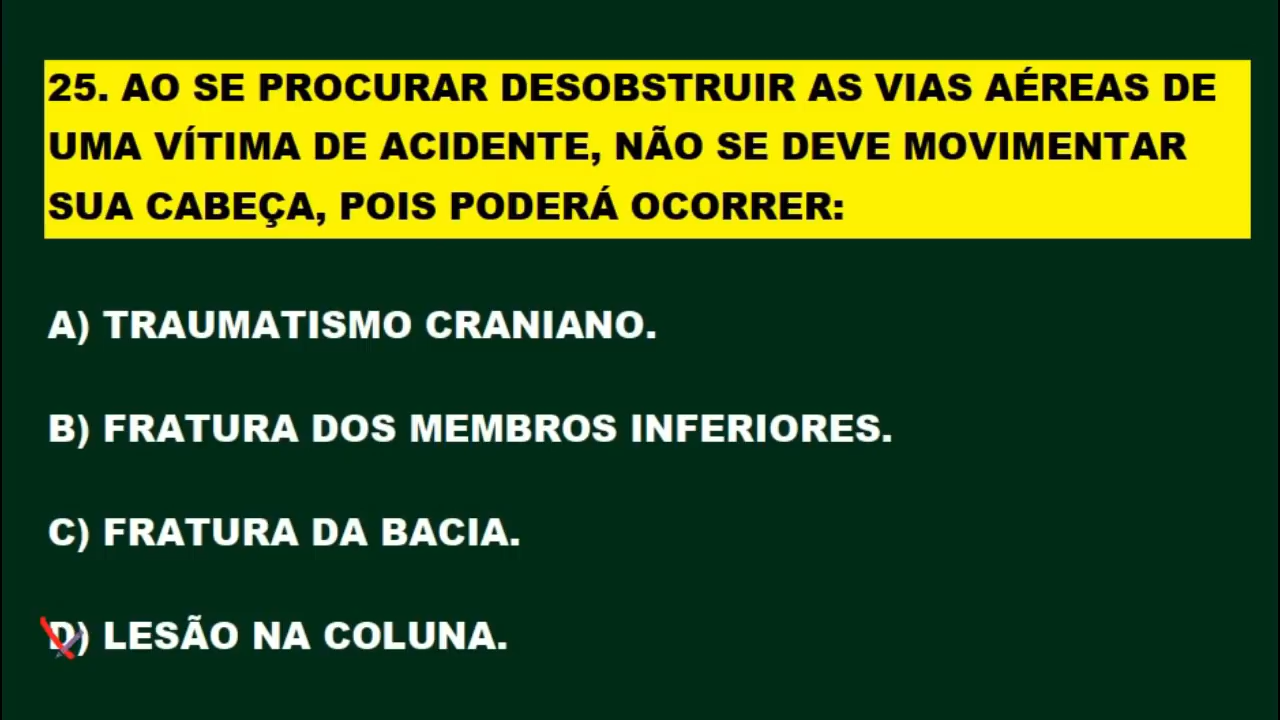 25. AO SE PROCURAR DESOBSTRUIR AS VIAS AÉREAS DE
UMA VÍTIMA DE ACIDENTE, NÃO SE DEVE MOVIMENTAR
SUA CABEÇA, POIS PODERÁ OCORRER:
A) TRAUMATISMO CRANIANO.
B) FRATURA DOS MEMBROS INFERIORES.
C) FRATURA DA BACIA.
D) LESÃO NA COLUNA.